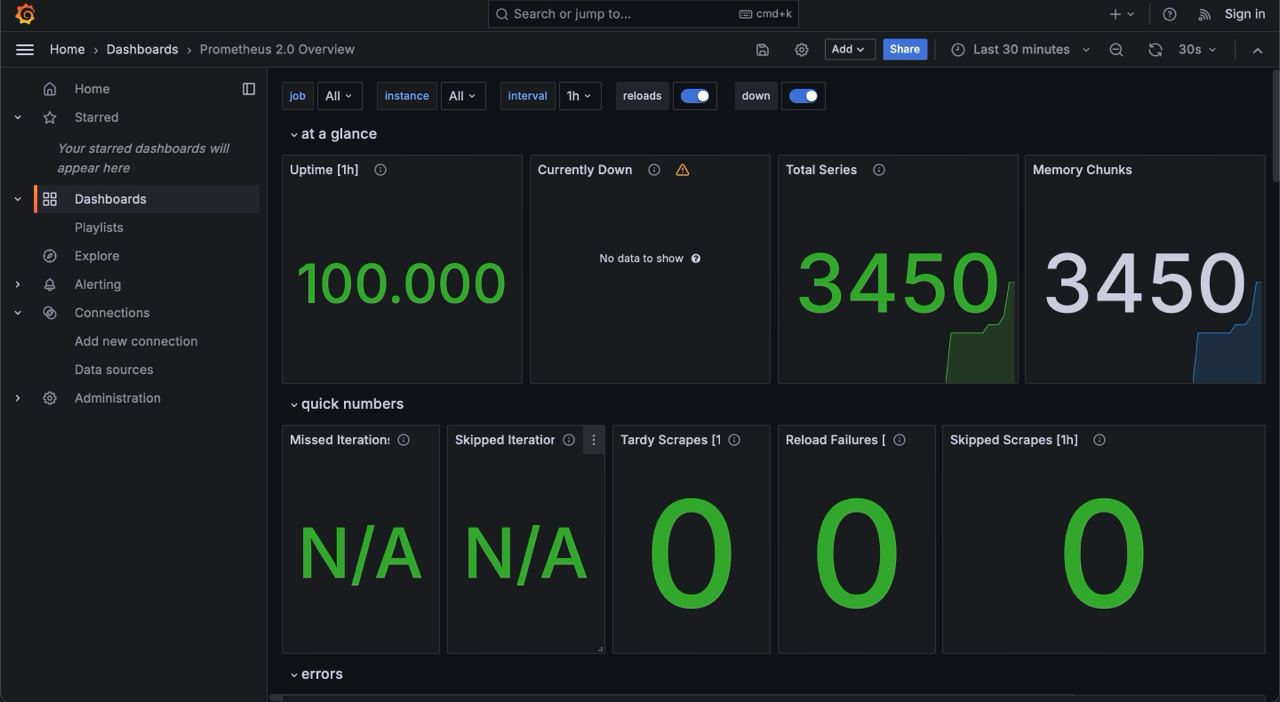 Search or jump to...
cmd+k
Sign in
Home › Dashboards › Prometheus 2.0 Overview
Add
Share
Last 30 minutes
30s
Home
Starred
Your starred dashboards will
appear here
Dashboards
Playlists
Explore
Alerting
Connections
Add new connection
Data sources
Administration
job All instance All interval 1h reloads down
at a glance
Uptime [1h]
100.000
Currently Down
No data to show
Total Series
3450
Memory Chunks
3450
quick numbers
Missed Iterations
N/A
Skipped Iteration
N/A
Tardy Scrapes [1
0
Reload Failures [
0
Skipped Scrapes [1h]
0
errors